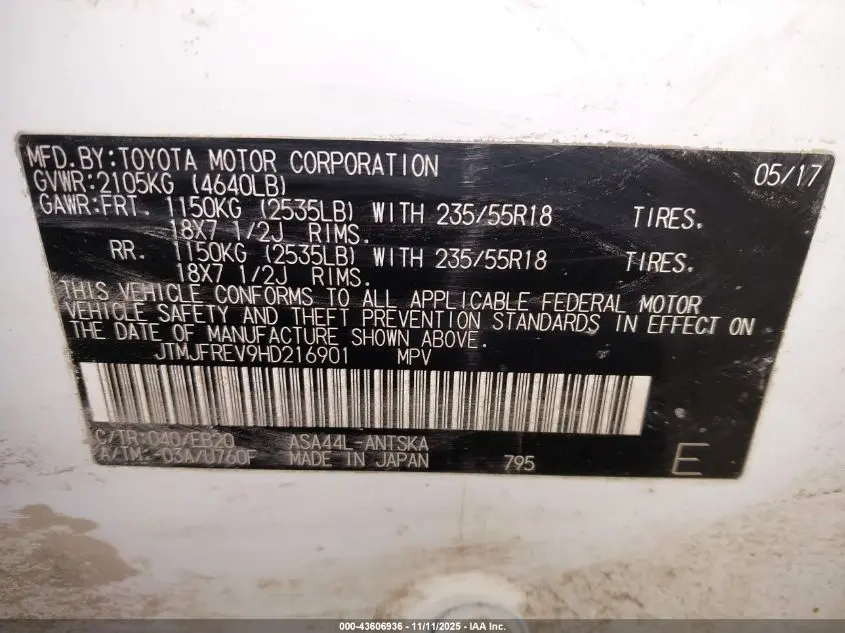 MFD.BY:TOYOTA MOTOR CORPORATION 05/17
GVWR:2105KG (4640LB)
GAWR:FRT. 1150KG (2535LB) WITH 235/55R18 TIRES.
18X7 1/2J RIMS.
RR. 1150KG (2535LB) WITH 235/55R18 TIRES.
18X7 1/2J RIMS.
THIS VEHICLE CONFORMS TO ALL APPLICABLE FEDERAL MOTOR
VEHICLE SAFETY AND THEFT PREVENTION STANDARDS IN EFFECT ON
THE DATE OF MANUFACTURE SHOWN ABOVE.
JTMJFREV9HD216901 MPV
C/TR:040/EB20 ASA44L-ANTSKA
A/TM: -03A/U760F MADE IN JAPAN 795 E
000-43606936 - 11/11/2025 - IAA Inc.